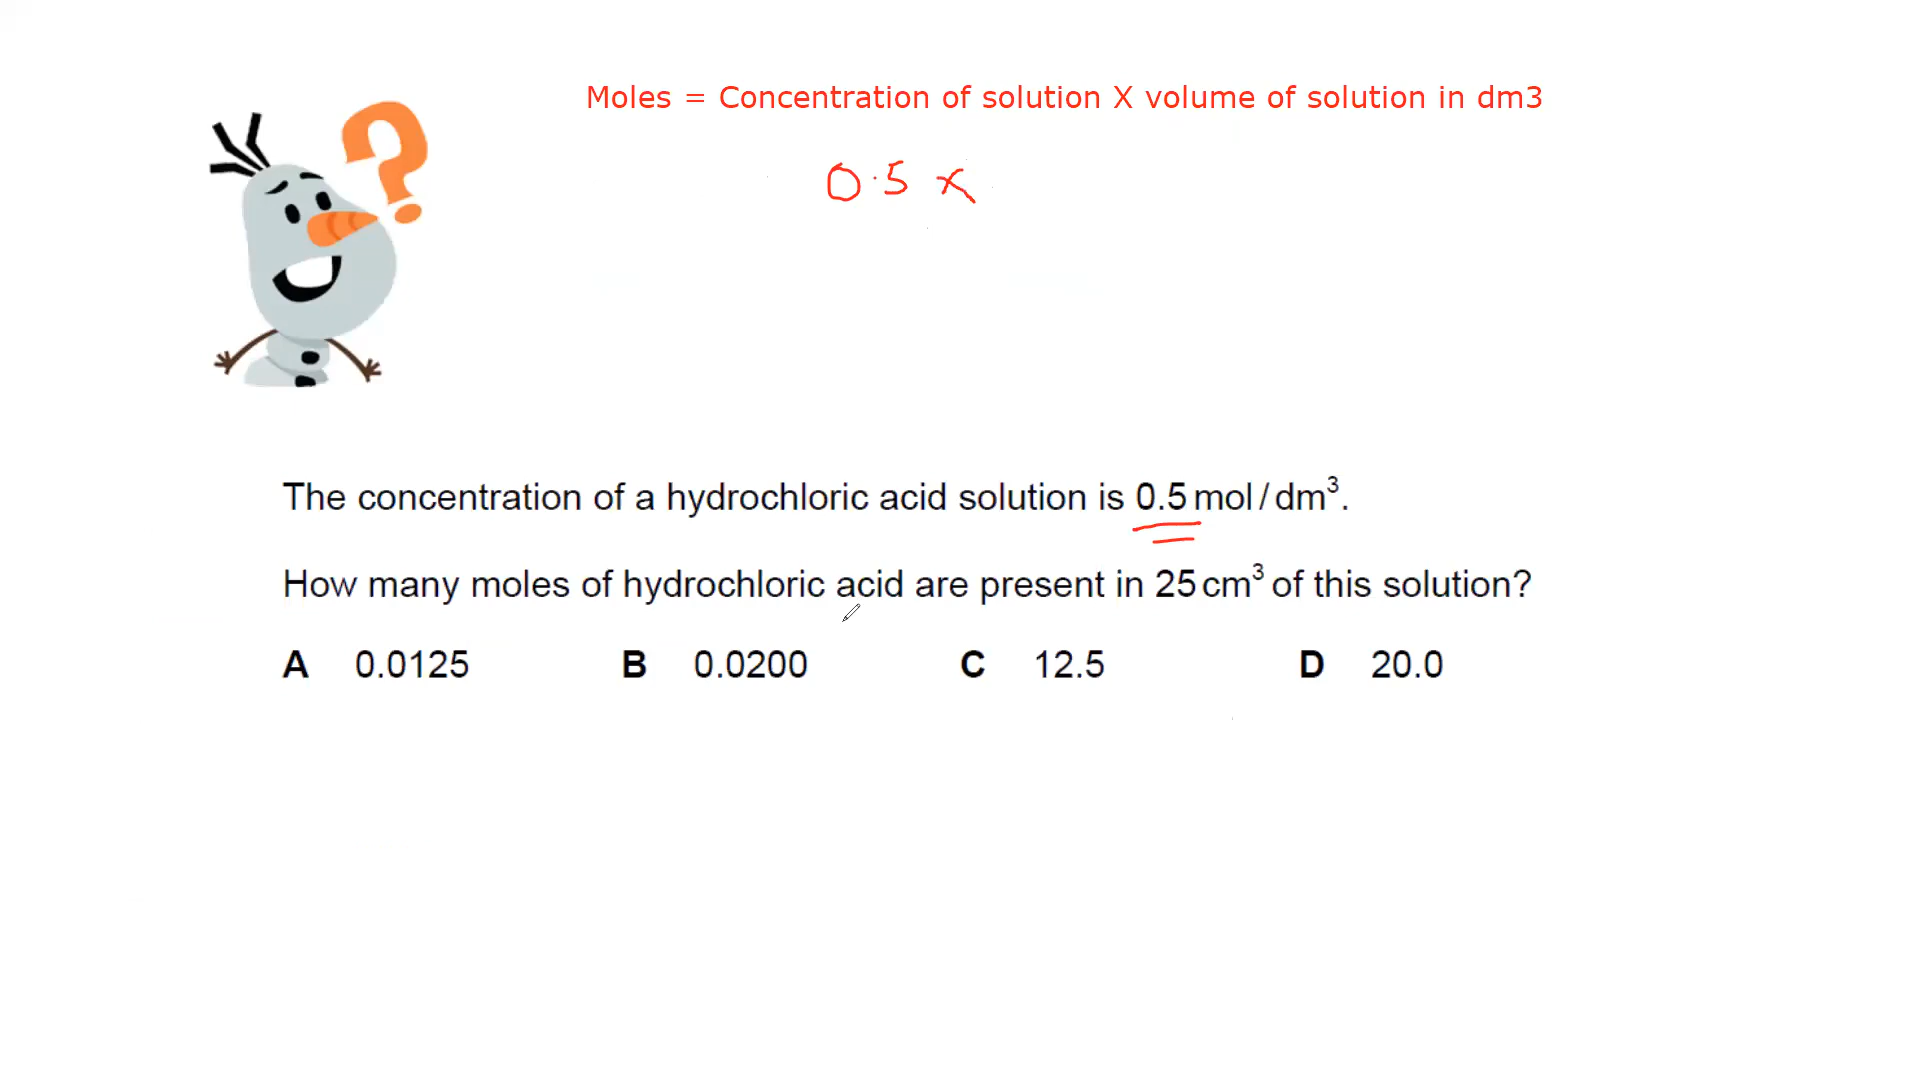 Moles = Concentration of solution X volume of solution in dm3
0.5 x
The concentration of a hydrochloric acid solution is 0.5 mol / dm³.
How many moles of hydrochloric acid are present in 25 cm³ of this solution?
A 0.0125 B 0.0200 C 12.5 D 20.0